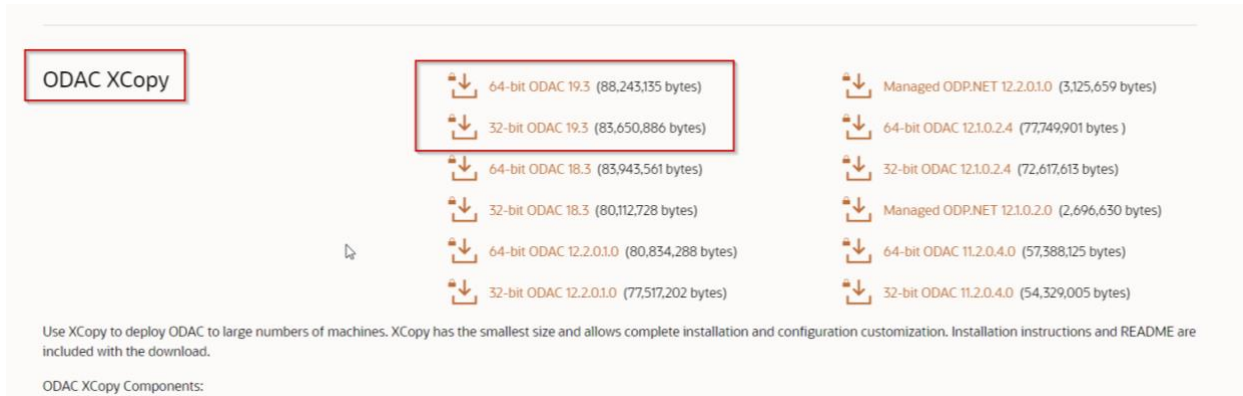 ODAC XCopy
64-bit ODAC 19.3 (88,243,135 bytes)
32-bit ODAC 19.3 (83,650,886 bytes)
64-bit ODAC 18.3 (83,943,561 bytes)
32-bit ODAC 18.3 (80,112,728 bytes)
64-bit ODAC 12.2.0.1.0 (80,834,288 bytes)
32-bit ODAC 12.2.0.1.0 (77,517,202 bytes)
Managed ODP.NET 12.2.0.1.0 (3,125,659 bytes)
64-bit ODAC 12.1.0.2.4 (77,749,901 bytes )
32-bit ODAC 12.1.0.2.4 (72,617,613 bytes)
Managed ODP.NET 12.1.0.2.0 (2,696,630 bytes)
64-bit ODAC 11.2.0.4.0 (57,388,125 bytes)
32-bit ODAC 11.2.0.4.0 (54,329,005 bytes)
Use XCopy to deploy ODAC to large numbers of machines. XCopy has the smallest size and allows complete installation and configuration customization. Installation instructions and README are
included with the download.
ODAC XCopy Components: